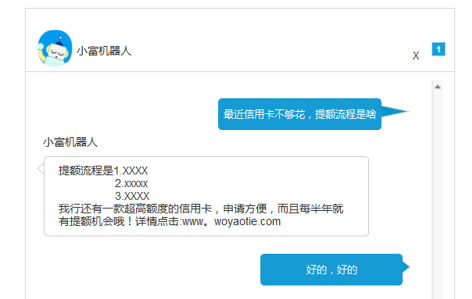 小富机器人
X
1
最近信用卡不够花，提额流程是啥
小富机器人
提额流程是1.XXXX
2.xxxx
3.XXXX
我行还有一款超高额度的信用卡，申请方便，而且每半年就
有提额机会哦！详情点击:www。woyaotie.com
好的，好的